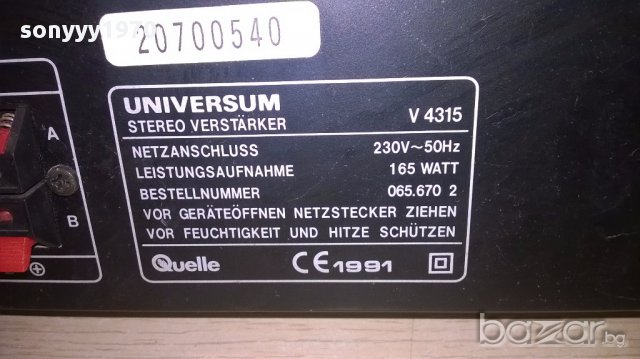 sonyyy1970
20700540
UNIVERSUM
STEREO VERSTÄRKER V 4315
NETZANSCHLUSS 230V~50Hz
LEISTUNGSAUFNAHME 165 WATT
BESTELLNUMMER 065.670 2
VOR GERÄTEÖFFNEN NETZSTECKER ZIEHEN
VOR FEUCHTIGKEIT UND HITZE SCHÜTZEN
Quelle CE 1991
A
B
bazar.bg